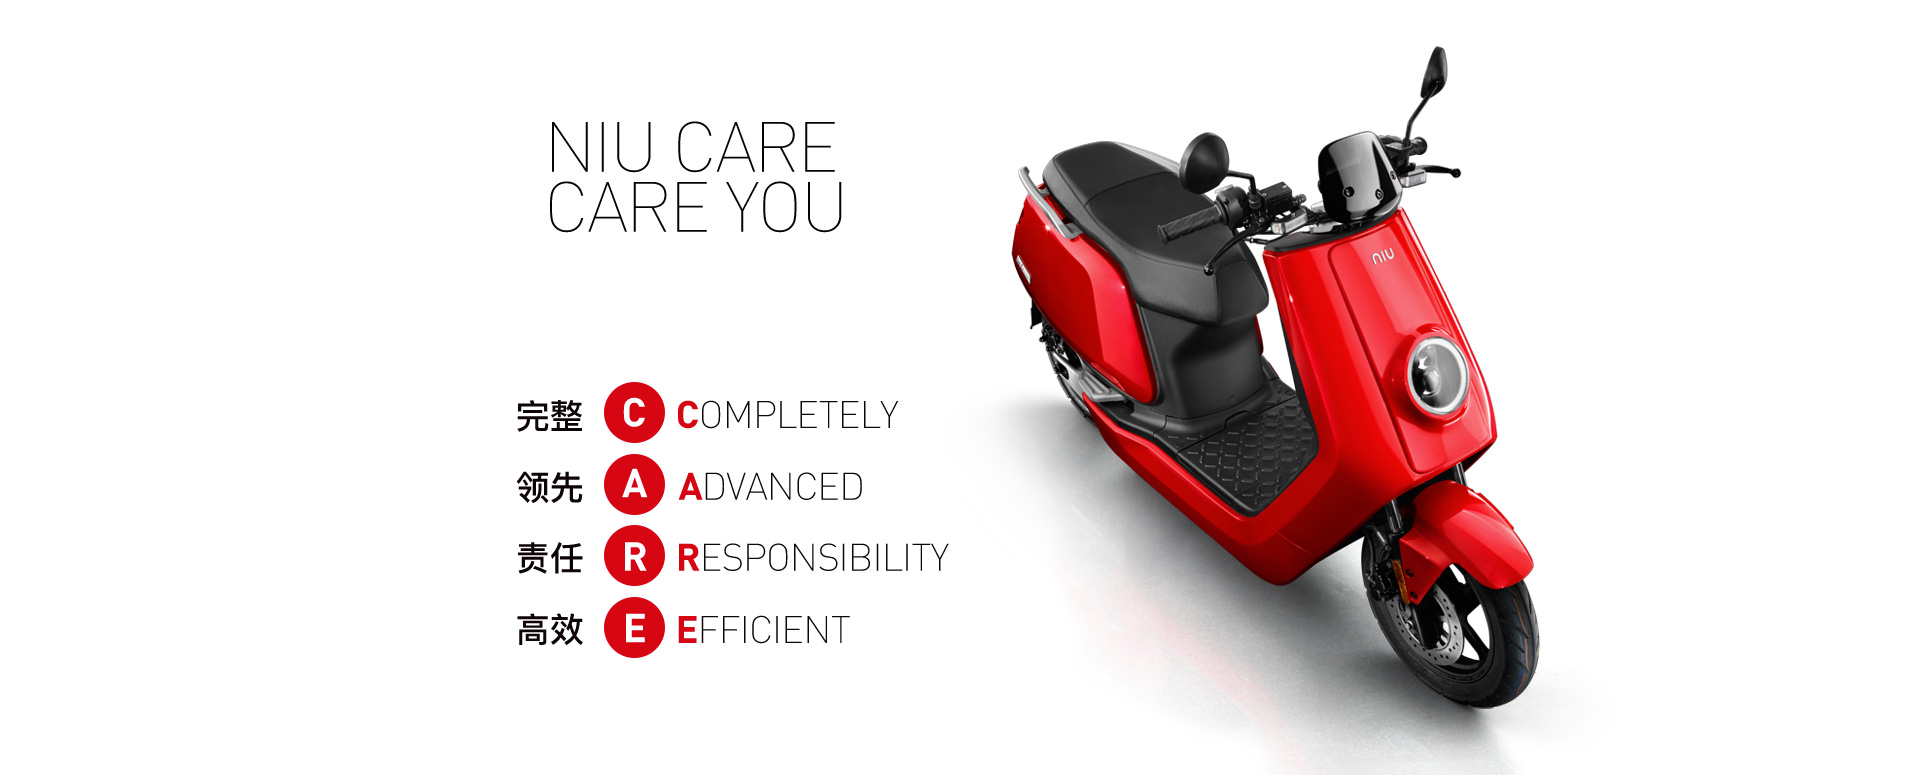 NIU CARE
CARE YOU
完整 C COMPLETELY
领先 A ADVANCED
责任 R RESPONSIBILITY
高效 E EFFICIENT
niu